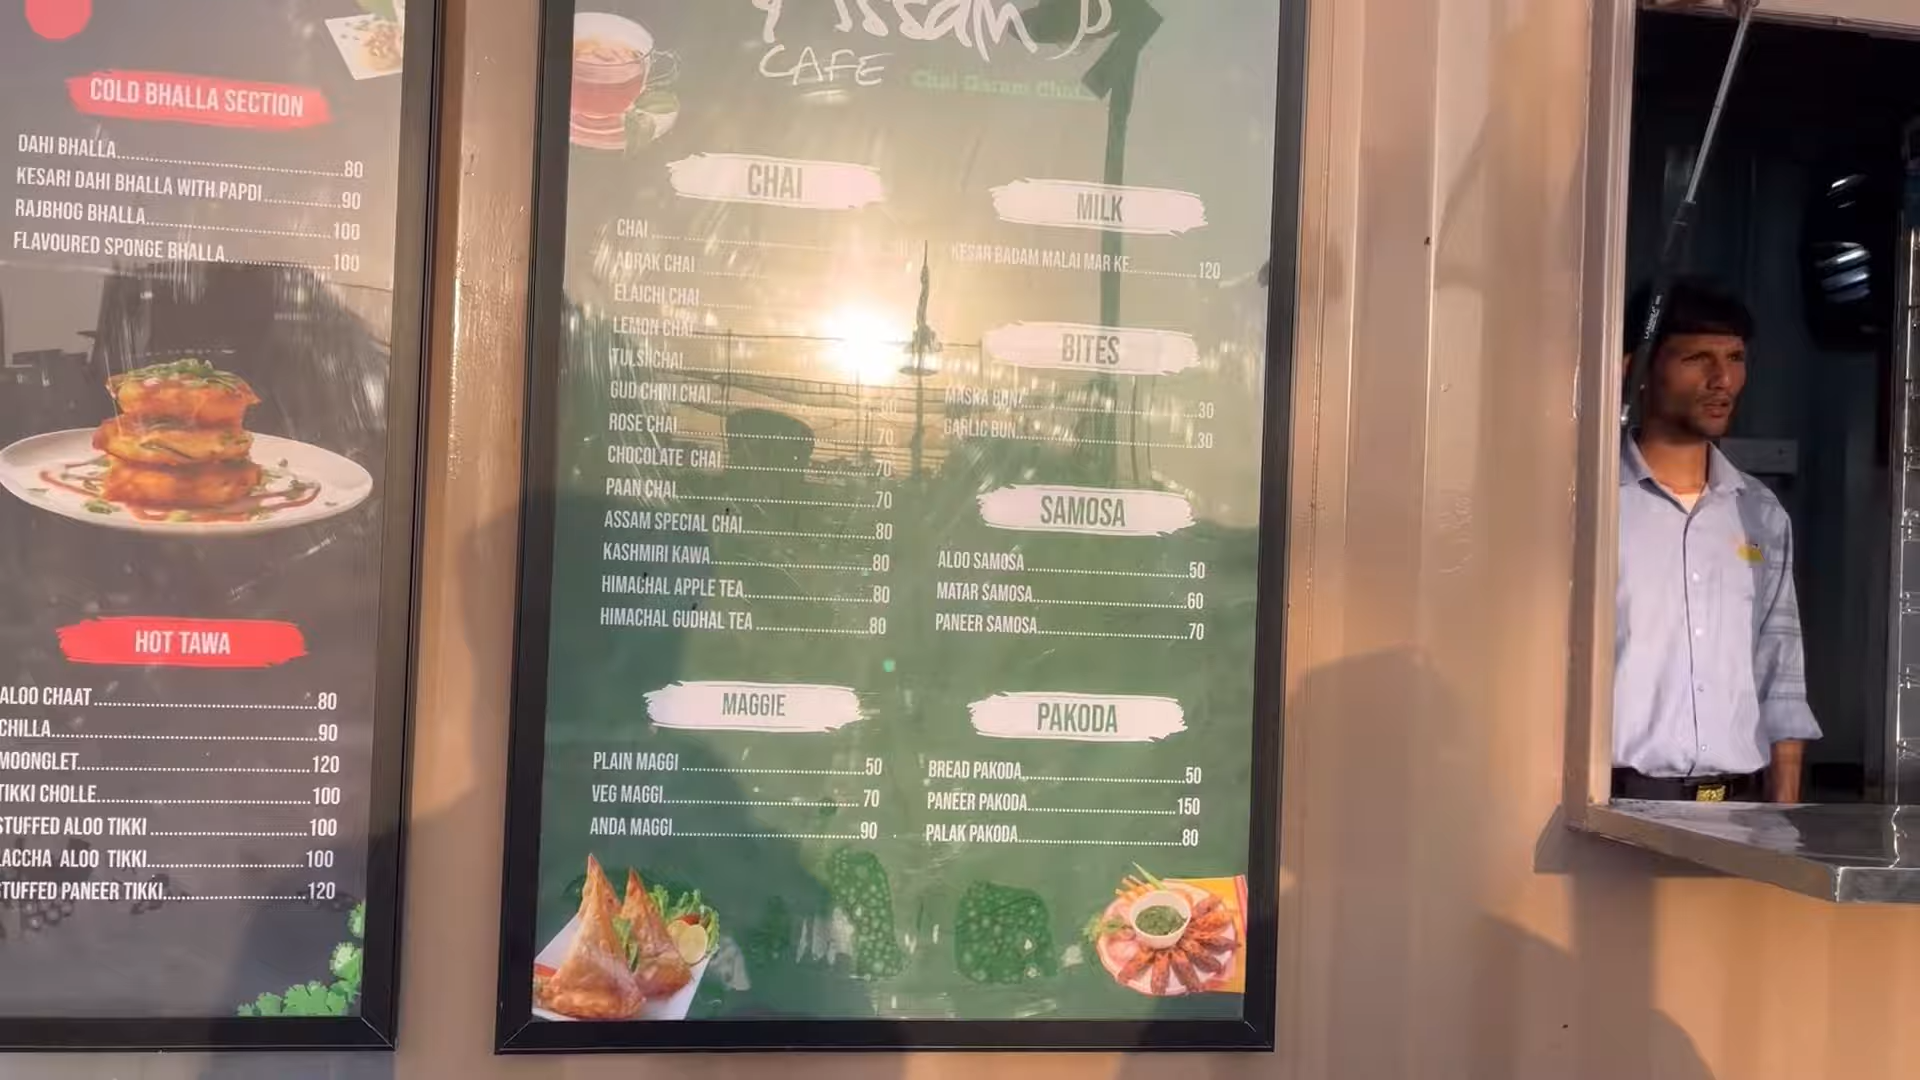 COLD BHALLA SECTION
DAHI BHALLA 80
KESARI DAHI BHALLA WITH PAPDI 90
RAJBHOG BHALLA 100
FLAVOURED SPONGE BHALLA 100
HOT TAWA
ALOO CHAAT 80
CHILLA 90
MOONGLET 120
TIKKI CHOLLE 100
STUFFED ALOO TIKKI 100
LACCHA ALOO TIKKI 100
STUFFED PANEER TIKKI 120
Assam
CAFE
Chai Garam Chai
CHAI
CHAI
ADRAK CHAI
ELAICHI CHAI
LEMON CHAI
TULSI CHAI
GUD CHINI CHAI
ROSE CHAI 70
CHOCOLATE CHAI 70
PAAN CHAI 70
ASSAM SPECIAL CHAI 80
KASHMIRI KAWA 80
HIMACHAL APPLE TEA 80
HIMACHAL GUDHAL TEA 80
MAGGIE
PLAIN MAGGI 50
VEG MAGGI 70
ANDA MAGGI 90
MILK
KESAR BADAM MALAI MAR KE 120
BITES
MASKA BUN 30
GARLIC BUN 30
SAMOSA
ALOO SAMOSA 50
MATAR SAMOSA 60
PANEER SAMOSA 70
PAKODA
BREAD PAKODA 50
PANEER PAKODA 150
PALAK PAKODA 80